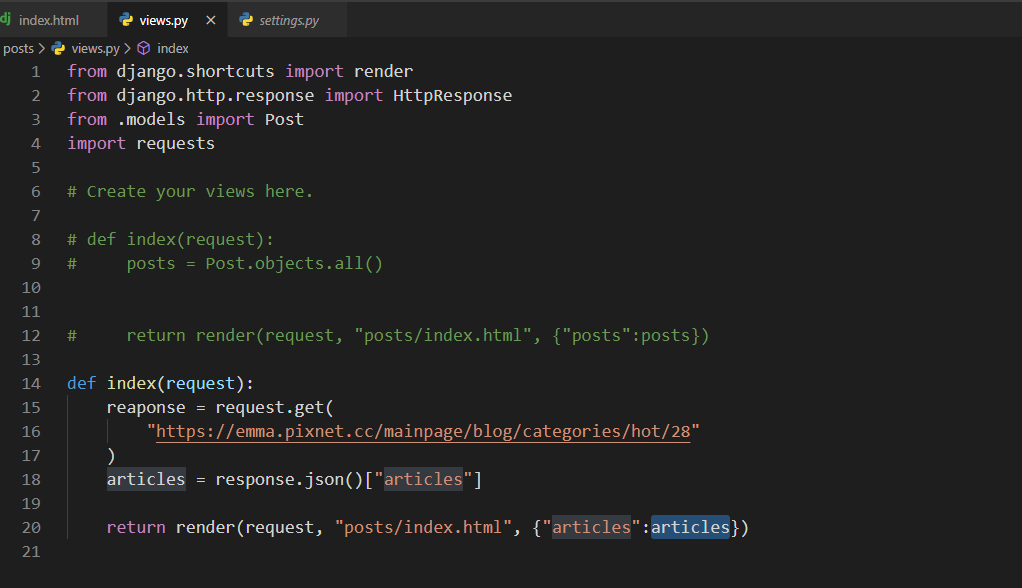 index.html views.py × settings.py
posts > views.py > index
1 from django.shortcuts import render
2 from django.http.response import HttpResponse
3 from .models import Post
4 import requests
5
6 # Create your views here.
7
8 # def index(request):
9 #     posts = Post.objects.all()
10
11
12 #     return render(request, "posts/index.html", {"posts":posts})
13
14 def index(request):
15     reaponse = request.get(
16         "https://emma.pixnet.cc/mainpage/blog/categories/hot/28"
17     )
18     articles = response.json()["articles"]
19
20     return render(request, "posts/index.html", {"articles":articles})
21